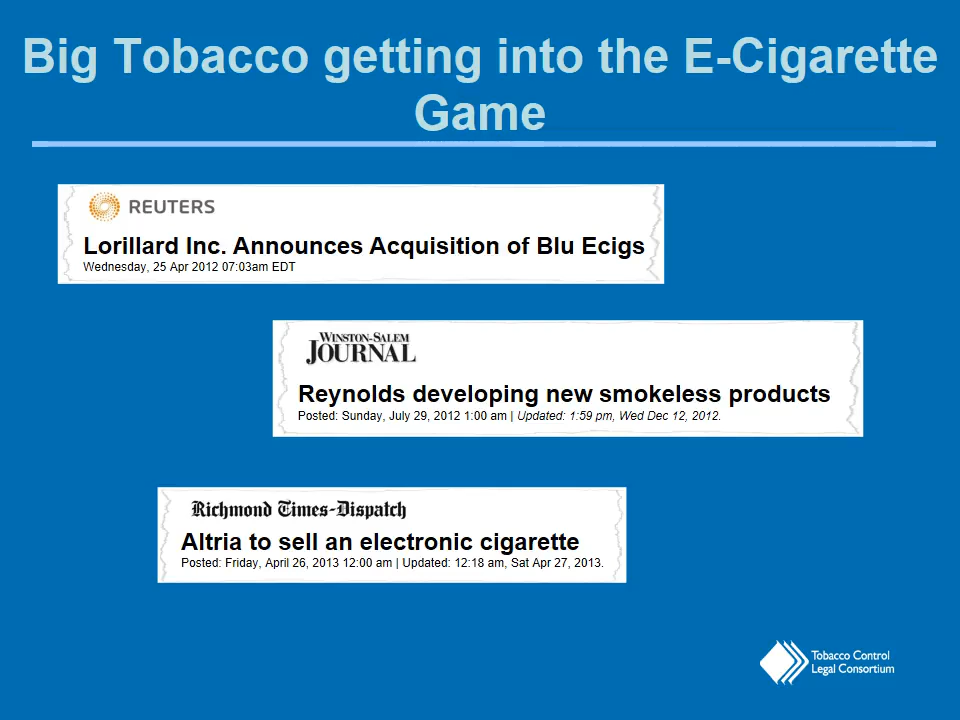 Big Tobacco getting into the E-Cigarette
Game
REUTERS
Lorillard Inc. Announces Acquisition of Blu Ecigs
Wednesday, 25 Apr 2012 07:03am EDT
WINSTON-SALEM
JOURNAL
Reynolds developing new smokeless products
Posted: Sunday, July 29, 2012 1:00 am | Updated: 1:59 pm, Wed Dec 12, 2012.
Richmond Times-Dispatch
Altria to sell an electronic cigarette
Posted: Friday, April 26, 2013 12:00 am | Updated: 12:18 am, Sat Apr 27, 2013.
Tobacco Control
Legal Consortium